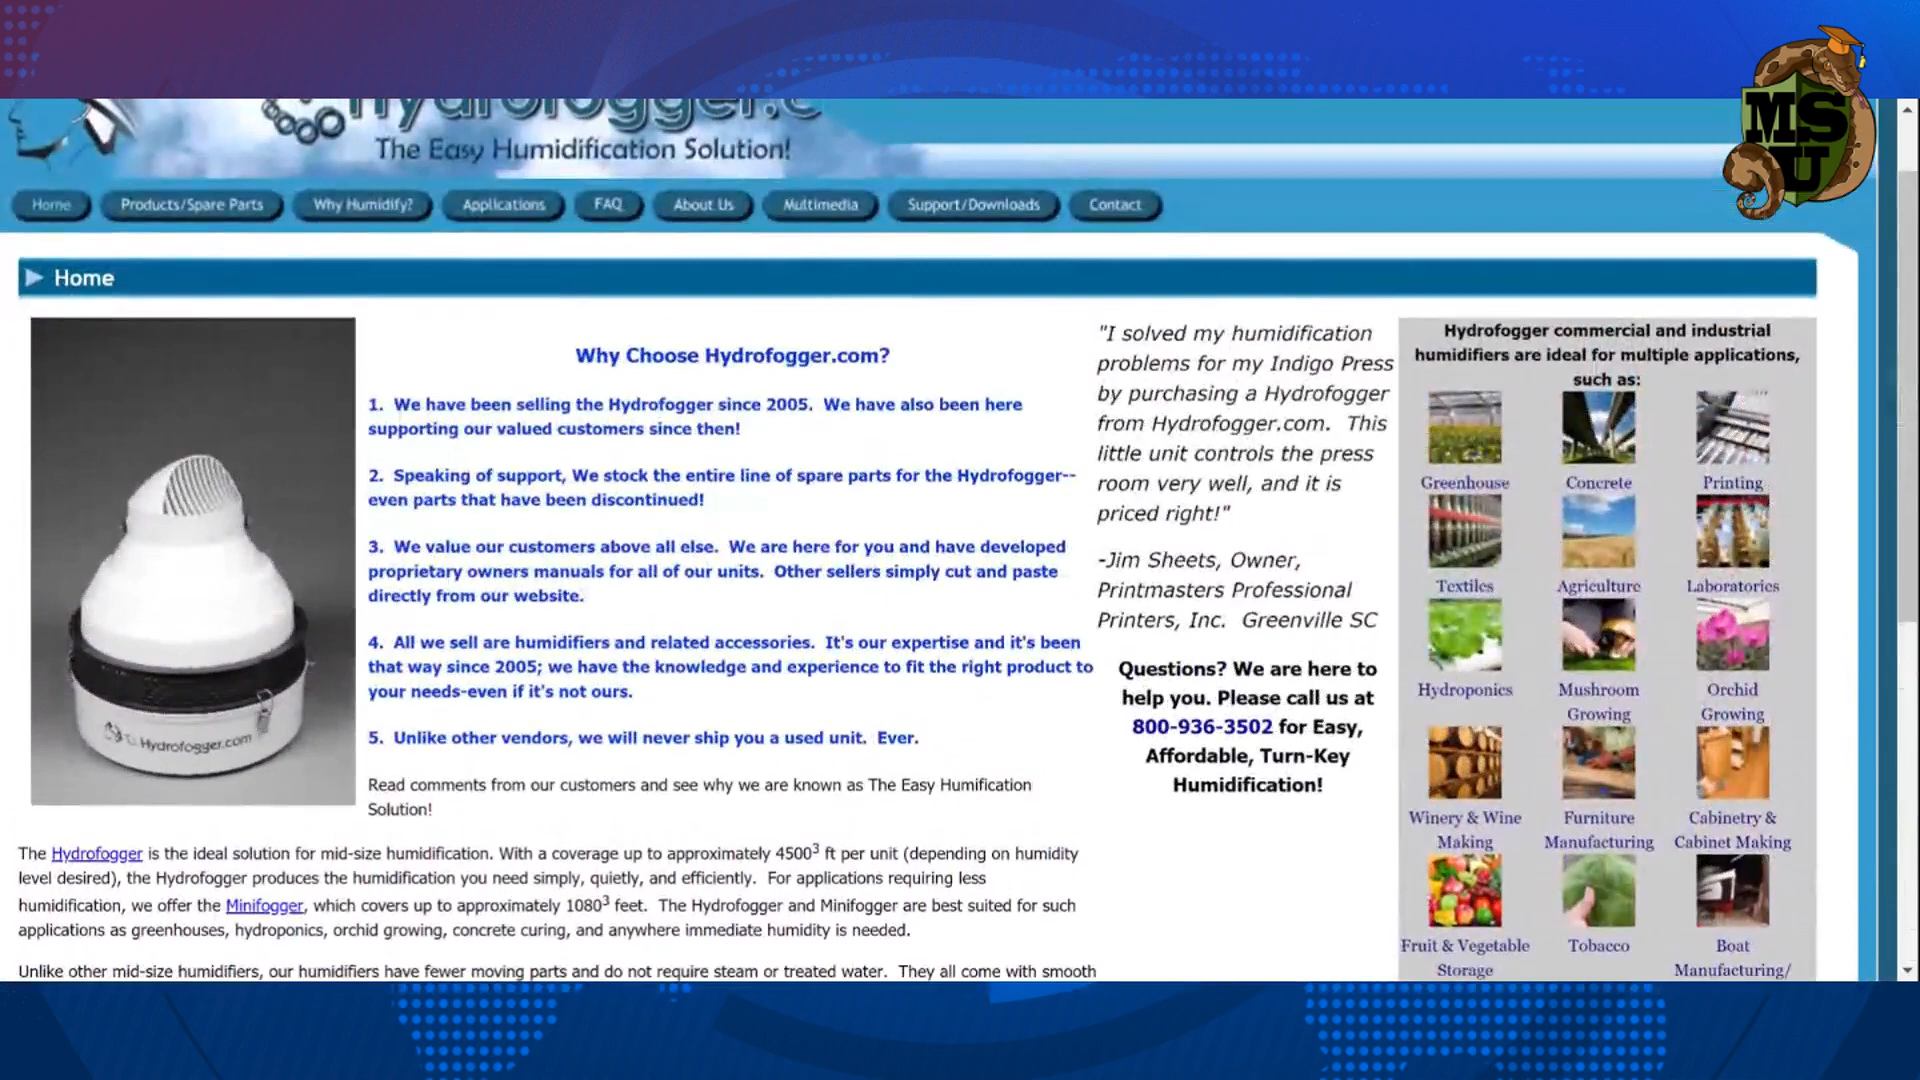 Hydrofogger.c
The Easy Humidification Solution!
MSU
Home
Products/Spare Parts
Why Humidify?
Applications
FAQ
About Us
Multimedia
Support/Downloads
Contact
Home
Hydrofogger.com
Why Choose Hydrofogger.com?
1. We have been selling the Hydrofogger since 2005. We have also been here
supporting our valued customers since then!
2. Speaking of support, We stock the entire line of spare parts for the Hydrofogger--
even parts that have been discontinued!
3. We value our customers above all else. We are here for you and have developed
proprietary owners manuals for all of our units. Other sellers simply cut and paste
directly from our website.
4. All we sell are humidifiers and related accessories. It's our expertise and it's been
that way since 2005; we have the knowledge and experience to fit the right product to
your needs-even if it's not ours.
5. Unlike other vendors, we will never ship you a used unit. Ever.
Read comments from our customers and see why we are known as The Easy Humification
Solution!
The Hydrofogger is the ideal solution for mid-size humidification. With a coverage up to approximately 4500³ ft per unit (depending on humidity
level desired), the Hydrofogger produces the humidification you need simply, quietly, and efficiently. For applications requiring less
humidification, we offer the Minifogger, which covers up to approximately 1080³ feet. The Hydrofogger and Minifogger are best suited for such
applications as greenhouses, hydroponics, orchid growing, concrete curing, and anywhere immediate humidity is needed.
Unlike other mid-size humidifiers, our humidifiers have fewer moving parts and do not require steam or treated water. They all come with smooth
"I solved my humidification
problems for my Indigo Press
by purchasing a Hydrofogger
from Hydrofogger.com. This
little unit controls the press
room very well, and it is
priced right!"
-Jim Sheets, Owner,
Printmasters Professional
Printers, Inc. Greenville SC
Questions? We are here to
help you. Please call us at
800-936-3502 for Easy,
Affordable, Turn-Key
Humidification!
Hydrofogger commercial and industrial
humidifiers are ideal for multiple applications,
such as:
Greenhouse
Concrete
Printing
Textiles
Agriculture
Laboratories
Hydroponics
Mushroom
Growing
Orchid
Growing
Winery & Wine
Making
Furniture
Manufacturing
Cabinetry &
Cabinet Making
Fruit & Vegetable
Storage
Tobacco
Boat
Manufacturing/